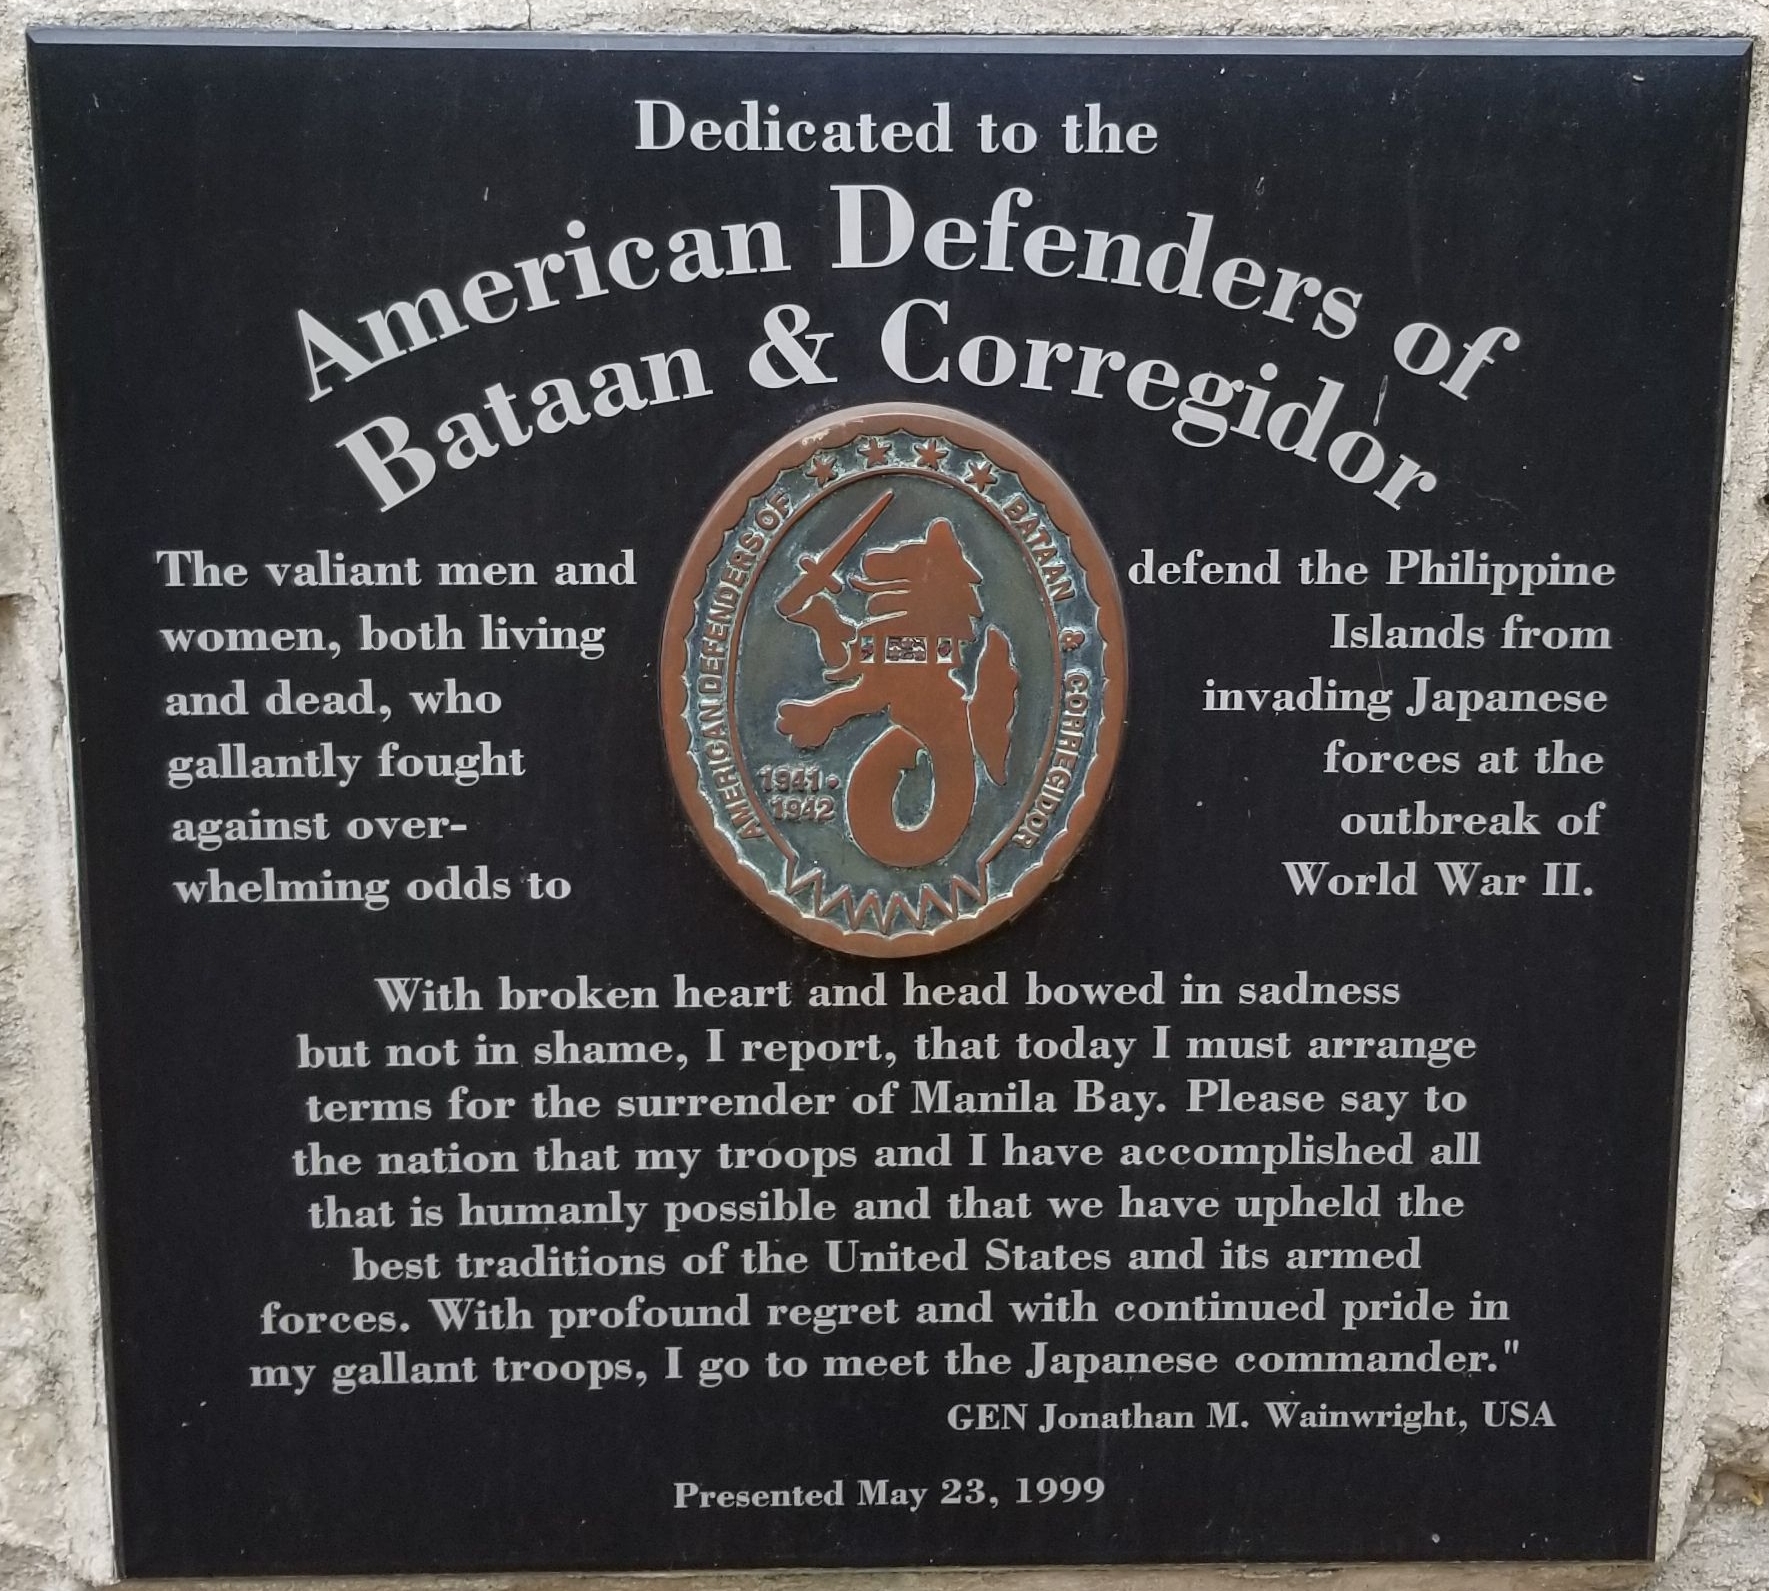 Dedicated to the
American Defenders of
Bataan & Corregidor
The valiant men and
women, both living
and dead, who
gallantly fought
against over-
whelming odds to
AMERICAN DEFENDERS OF
BATAAN & CORREGIDOR
1941 •
1942
defend the Philippine
Islands from
invading Japanese
forces at the
outbreak of
World War II.
With broken heart and head bowed in sadness
but not in shame, I report, that today I must arrange
terms for the surrender of Manila Bay. Please say to
the nation that my troops and I have accomplished all
that is humanly possible and that we have upheld the
best traditions of the United States and its armed
forces. With profound regret and with continued pride in
my gallant troops, I go to meet the Japanese commander."
GEN Jonathan M. Wainwright, USA
Presented May 23, 1999